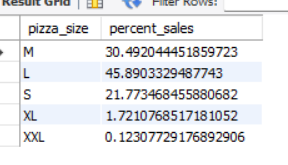 Result Grid Filter Rows:
pizza_size percent_sales
M 30.492044451859723
L 45.8903329487743
S 21.773468455880682
XL 1.7210768517181052
XXL 0.12307729176892906